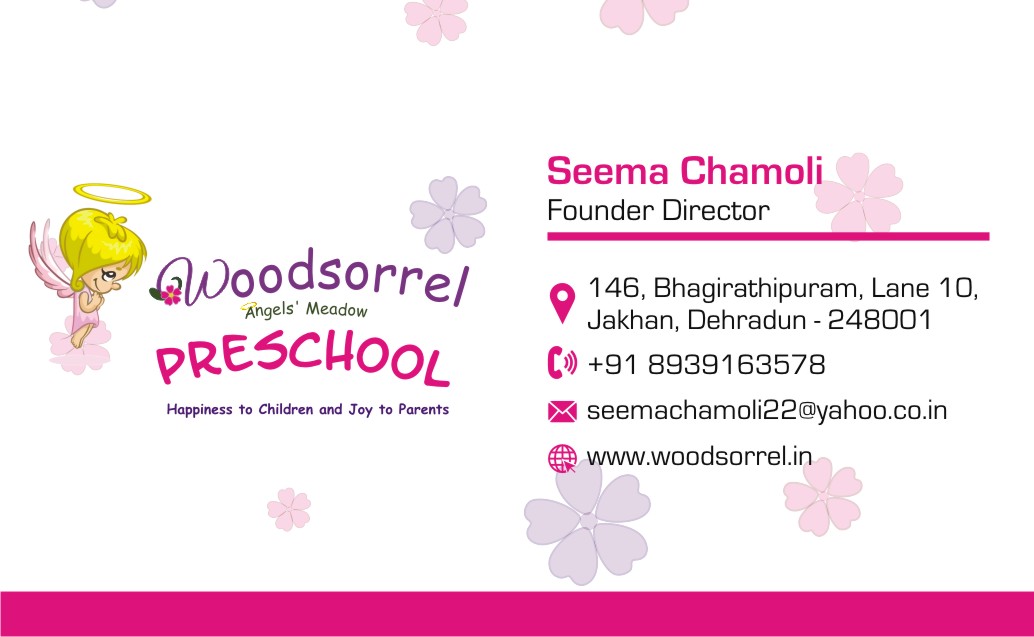 Woodsorrel
Angels' Meadow
PRESCHOOL
Happiness to Children and Joy to Parents
Seema Chamoli
Founder Director
146, Bhagirathipuram, Lane 10,
Jakhan, Dehradun - 248001
+91 8939163578
seemachamoli22@yahoo.co.in
www.woodsorrel.in